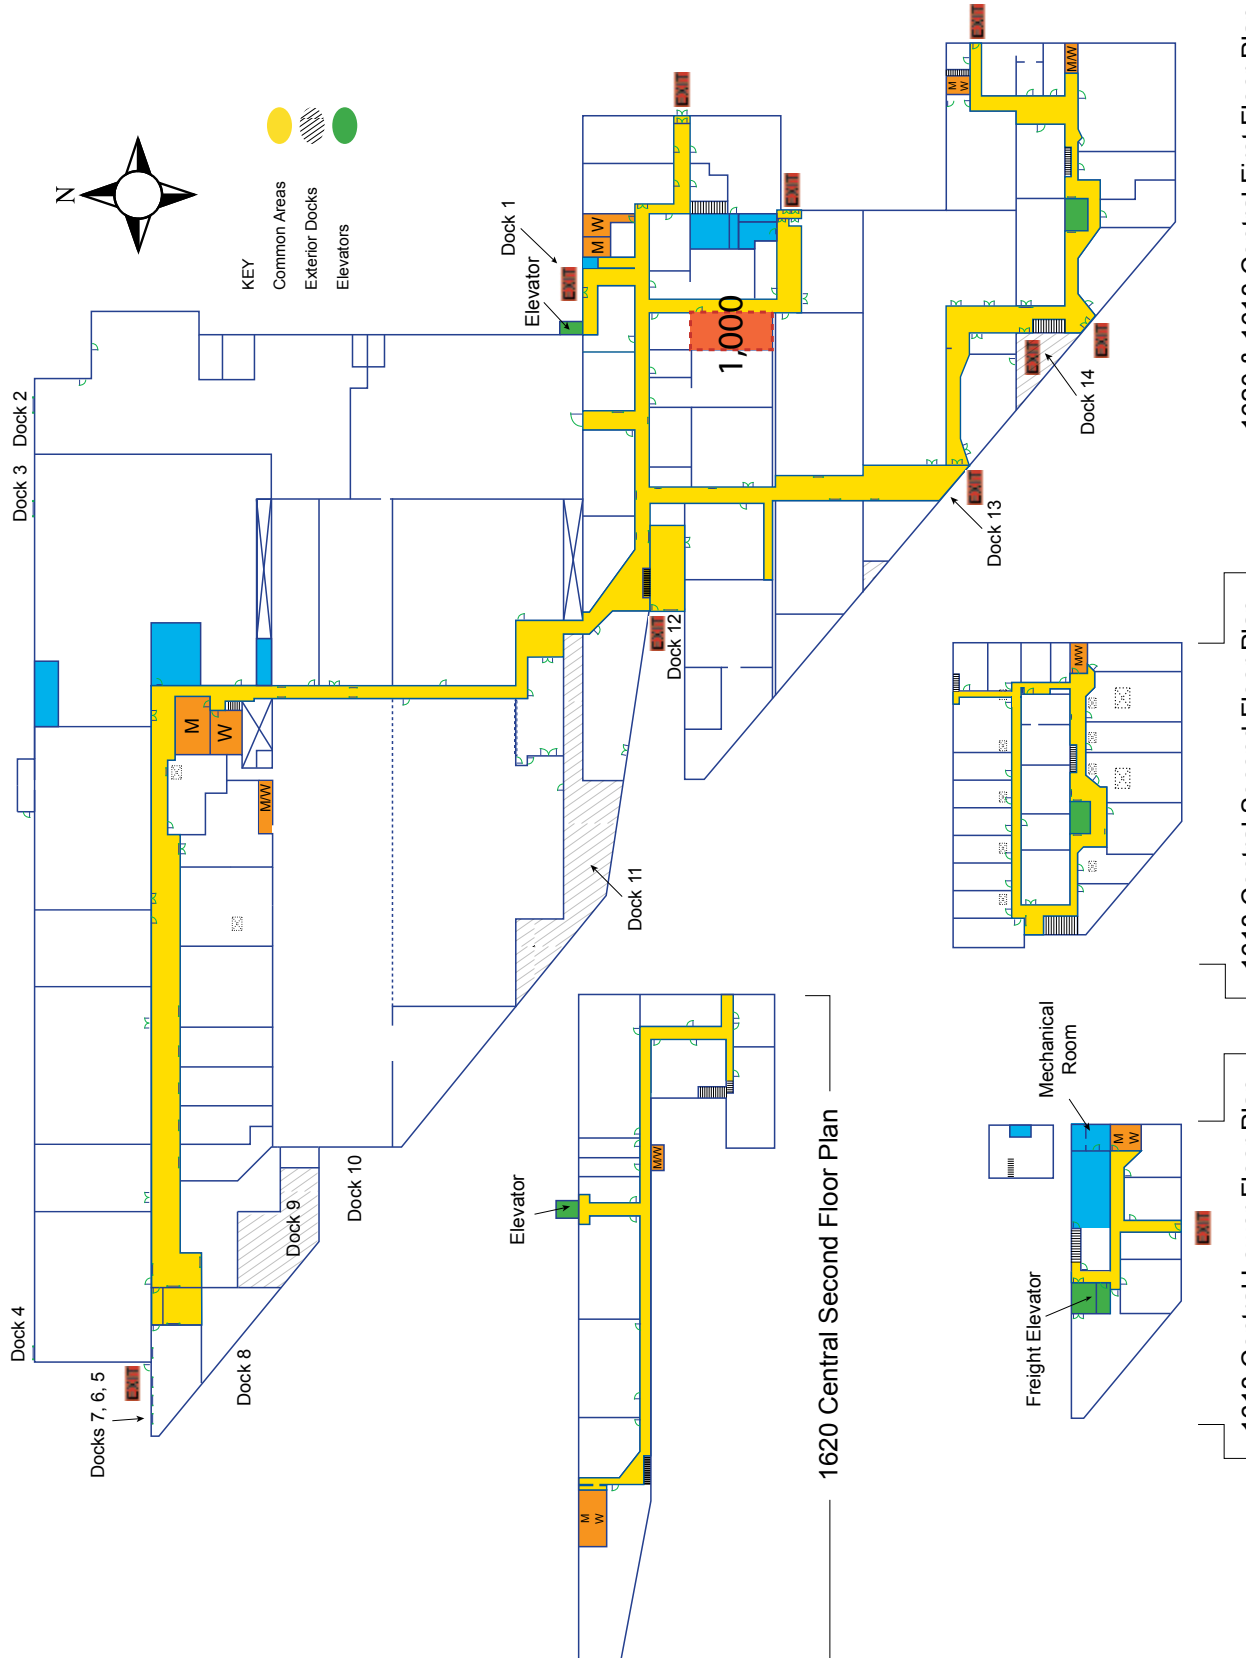 N
KEY
Common Areas
Exterior Docks
Elevators
Dock 2
Dock 3
Dock 1
EXIT
Elevator
EXIT
M W
EXIT
EXIT
M
W
M/W
1,000
EXIT
Dock 14
EXIT
EXIT
Dock 13
EXIT
Dock 12
M
W
M/W
Dock 11
Dock 4
EXIT
Docks 7, 6, 5
Dock 8
Dock 9
Dock 10
Elevator
M/W
M
W
1620 Central Second Floor Plan
M/W
Mechanical
Room
M
W
Freight Elevator
EXIT